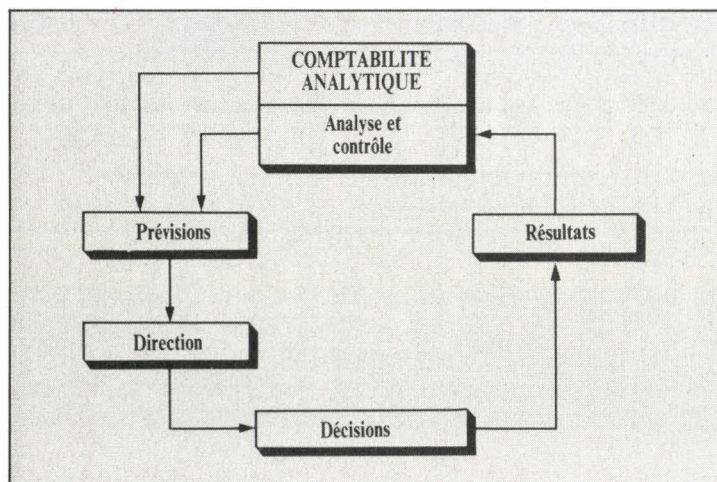 COMPTABILITE
ANALYTIQUE
Analyse et
contrôle
Prévisions
Résultats
Direction
Décisions